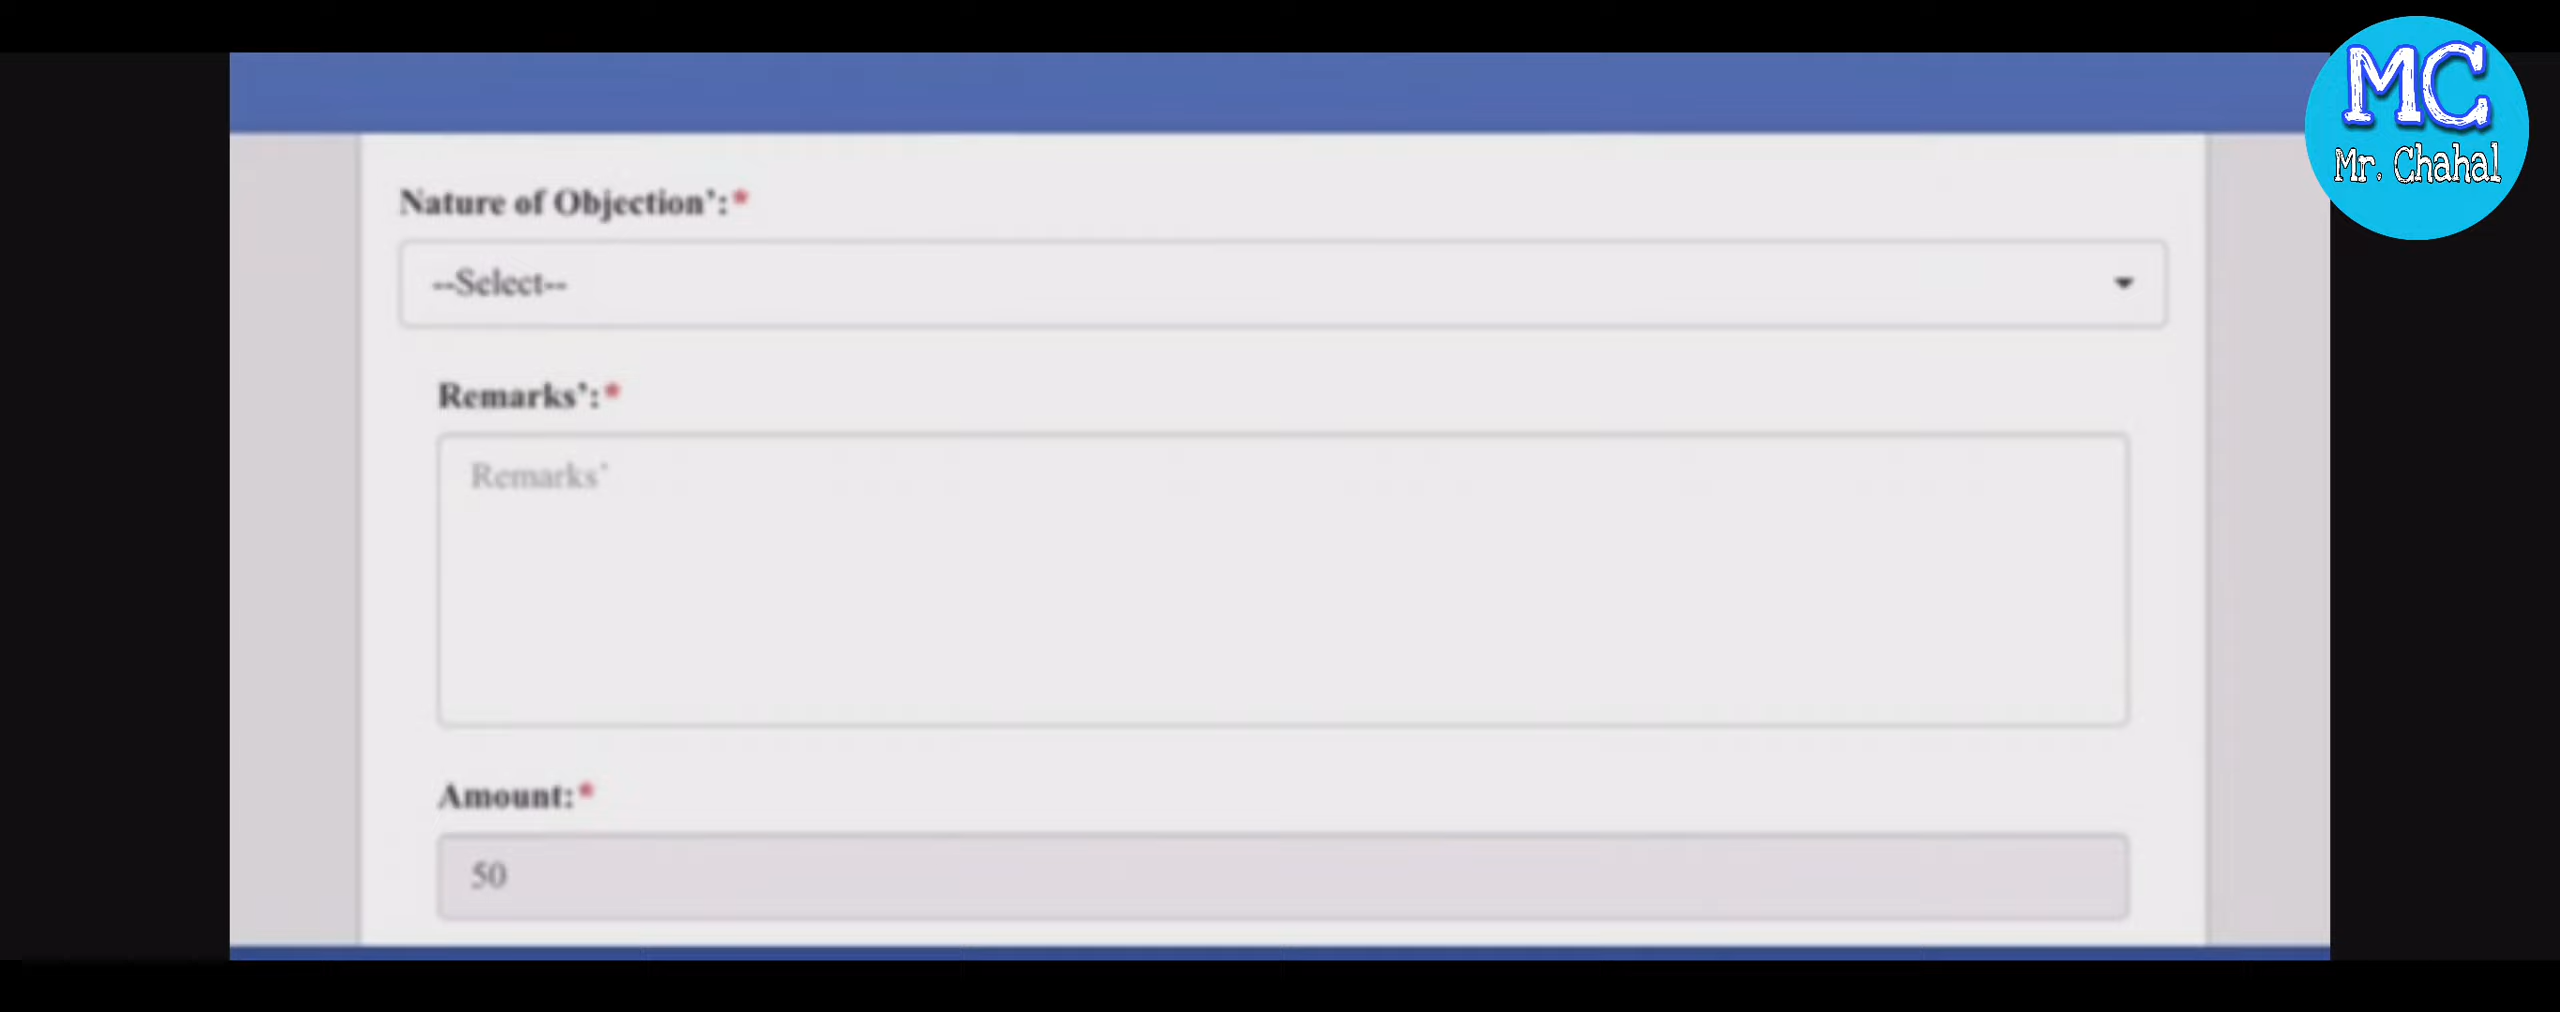 MC
Mr. Chahal
Nature of Objection’:*
--Select--
Remarks’:*
Remarks’
Amount:*
50